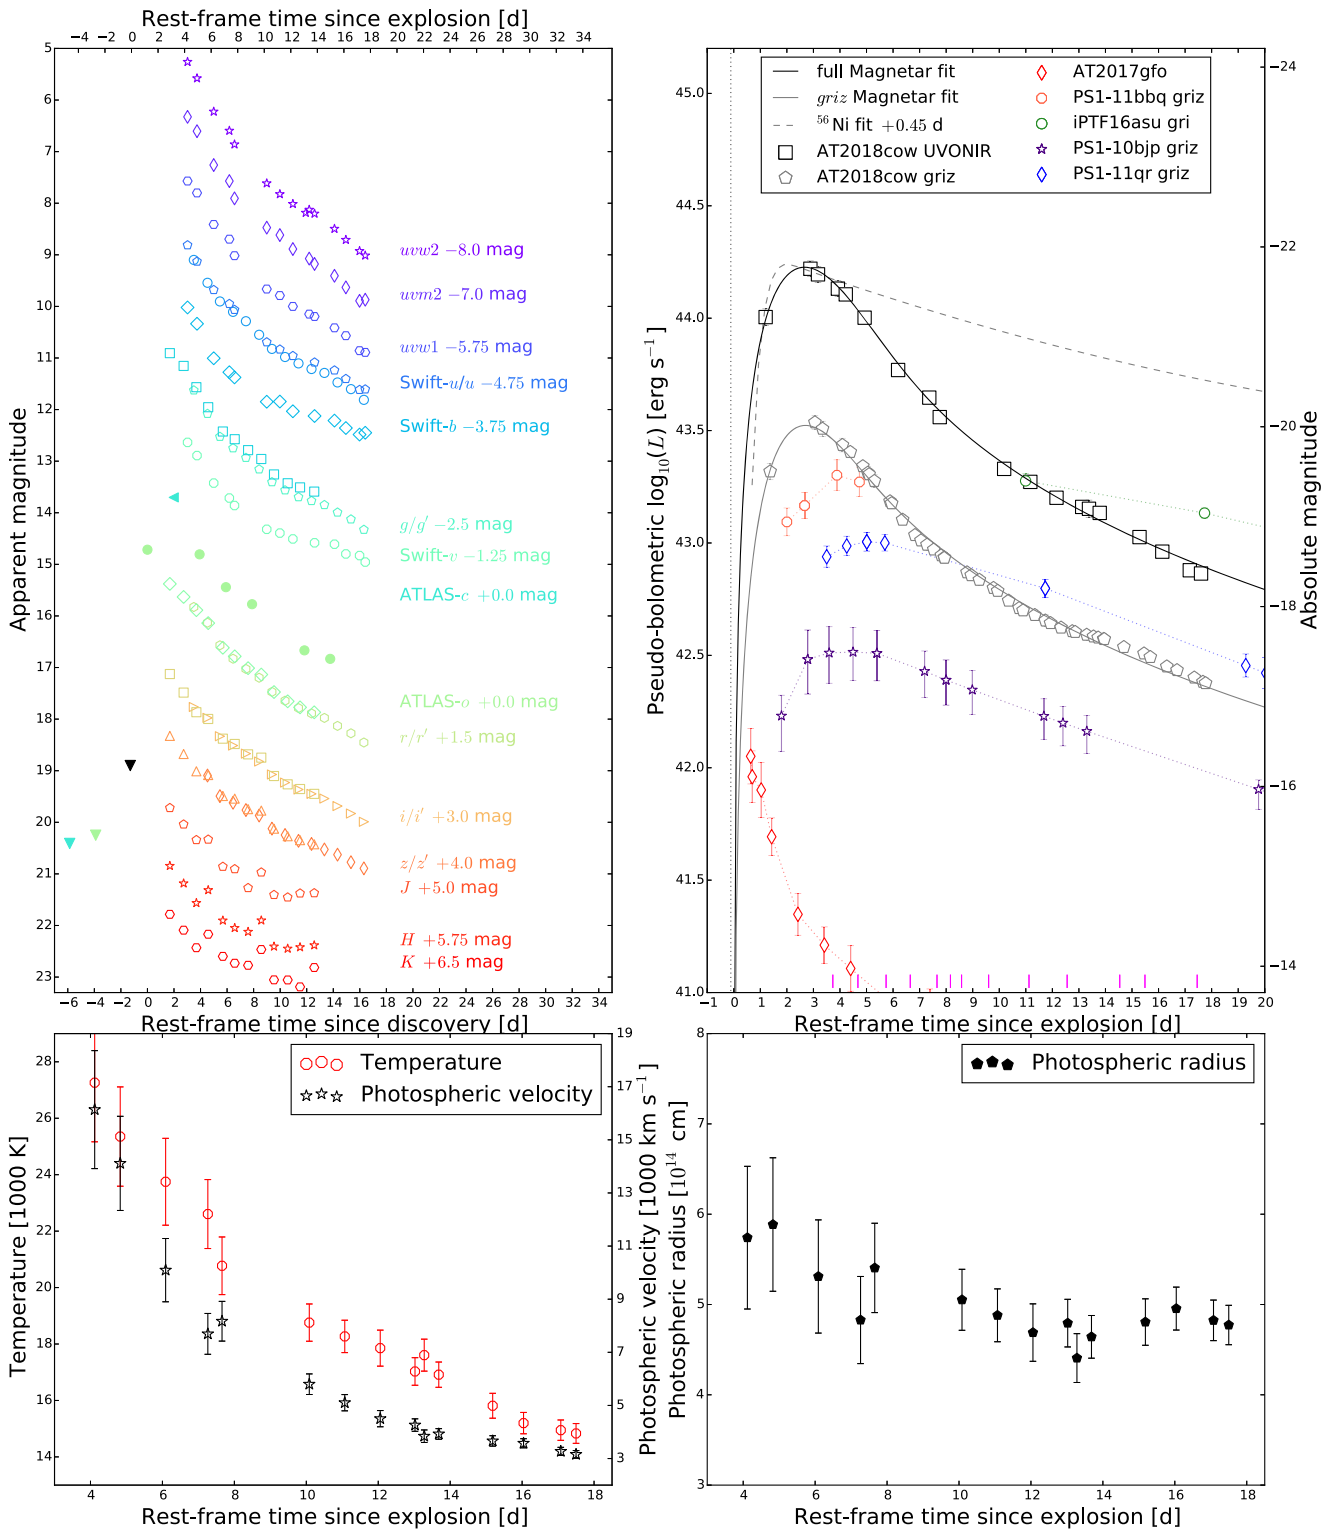 Rest-frame time since explosion [d]
−6 −4 −2 0 2 4 6 8 10 12 14 16 18 20 22 24 26 28 30 32 34
5
6
7
8
9
10
11
12
13
14
15
16
17
18
19
20
21
22
23
Apparent magnitude
uvw2 −8.0 mag
uvm2 −7.0 mag
uvw1 −5.75 mag
Swift-u/u −4.75 mag
Swift-b −3.75 mag
g/g′ −2.5 mag
Swift-v −1.25 mag
ATLAS-c +0.0 mag
ATLAS-o +0.0 mag
r/r′ +1.5 mag
i/i′ +3.0 mag
z/z′ +4.0 mag
J +5.0 mag
H +5.75 mag
K +6.5 mag
−6 −4 −2 0 2 4 6 8 10 12 14 16 18 20 22 24 26 28 30 32 34
Rest-frame time since discovery [d]
full Magnetar fit
griz Magnetar fit
⁵⁶Ni fit +0.45 d
AT2018cow UVONIR
AT2018cow griz
AT2017gfo
PS1-11bbq griz
iPTF16asu gri
PS1-10bjp griz
PS1-11qr griz
45.0
44.5
44.0
43.5
43.0
42.5
42.0
41.5
41.0
Pseudo-bolometric log₁₀(L) [erg s⁻¹]
−24
−22
−20
−18
−16
−14
Absolute magnitude
−1 0 1 2 3 4 5 6 7 8 9 10 11 12 13 14 15 16 17 18 19 20
Rest-frame time since explosion [d]
Temperature
Photospheric velocity
28
26
24
22
20
18
16
14
Temperature [1000 K]
19
17
15
13
11
9
7
5
3
Photospheric velocity [1000 km s⁻¹]
4 6 8 10 12 14 16 18
Rest-frame time since explosion [d]
Photospheric radius
8
7
6
5
4
3
Photospheric radius [10¹⁴ cm]
4 6 8 10 12 14 16 18
Rest-frame time since explosion [d]